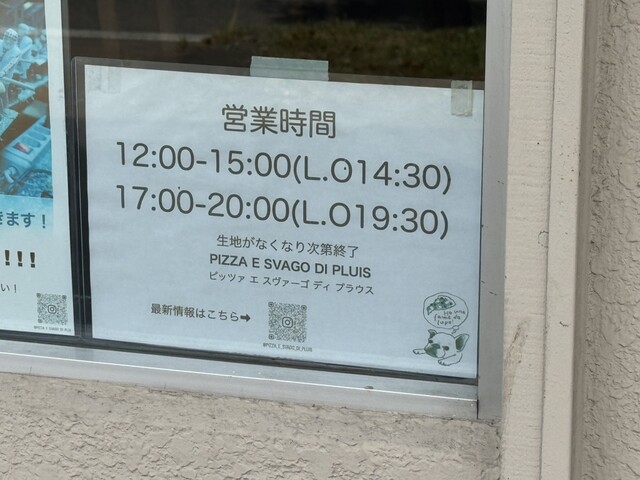 営業時間
12:00-15:00(L.O14:30)
17:00-20:00(L.O19:30)
生地がなくなり次第終了
PIZZA E SVAGO DI PLUIS
ピッツァ エ スヴァーゴ ディ プラウス
最新情報はこちら➡
@PIZZA_E_SVAGO_DI_PLUIS
きます！
!!!
い！
@PIZZA_E_SVAGO_DI_PLUIS